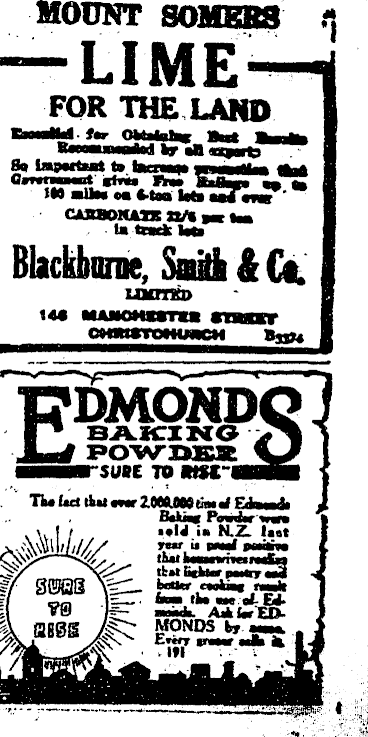 MOUNT SOMERS
LIME
FOR THE LAND
Essential for Obtaining Best Results
Recommended by all experts
So important to increase production that
Government gives Free Railage up to
100 miles on 6-ton lots and over
CARBONATE 22/6 per ton
in truck lots
Blackburne, Smith & Co.
LIMITED
146 MANCHESTER STREET
CHRISTCHURCH B3374
EDMONDS
BAKING
POWDER
"SURE TO RISE"
The fact that over 2,000,000 tins of Edmonds
Baking Powder were
sold in N.Z. last
year is proof positive
that housewives realise
that lighter pastry and
better cooking result
from the use of Ed-
monds. Ask for ED-
MONDS by name.
Every grocer sells it.
191
SURE
TO
RISE